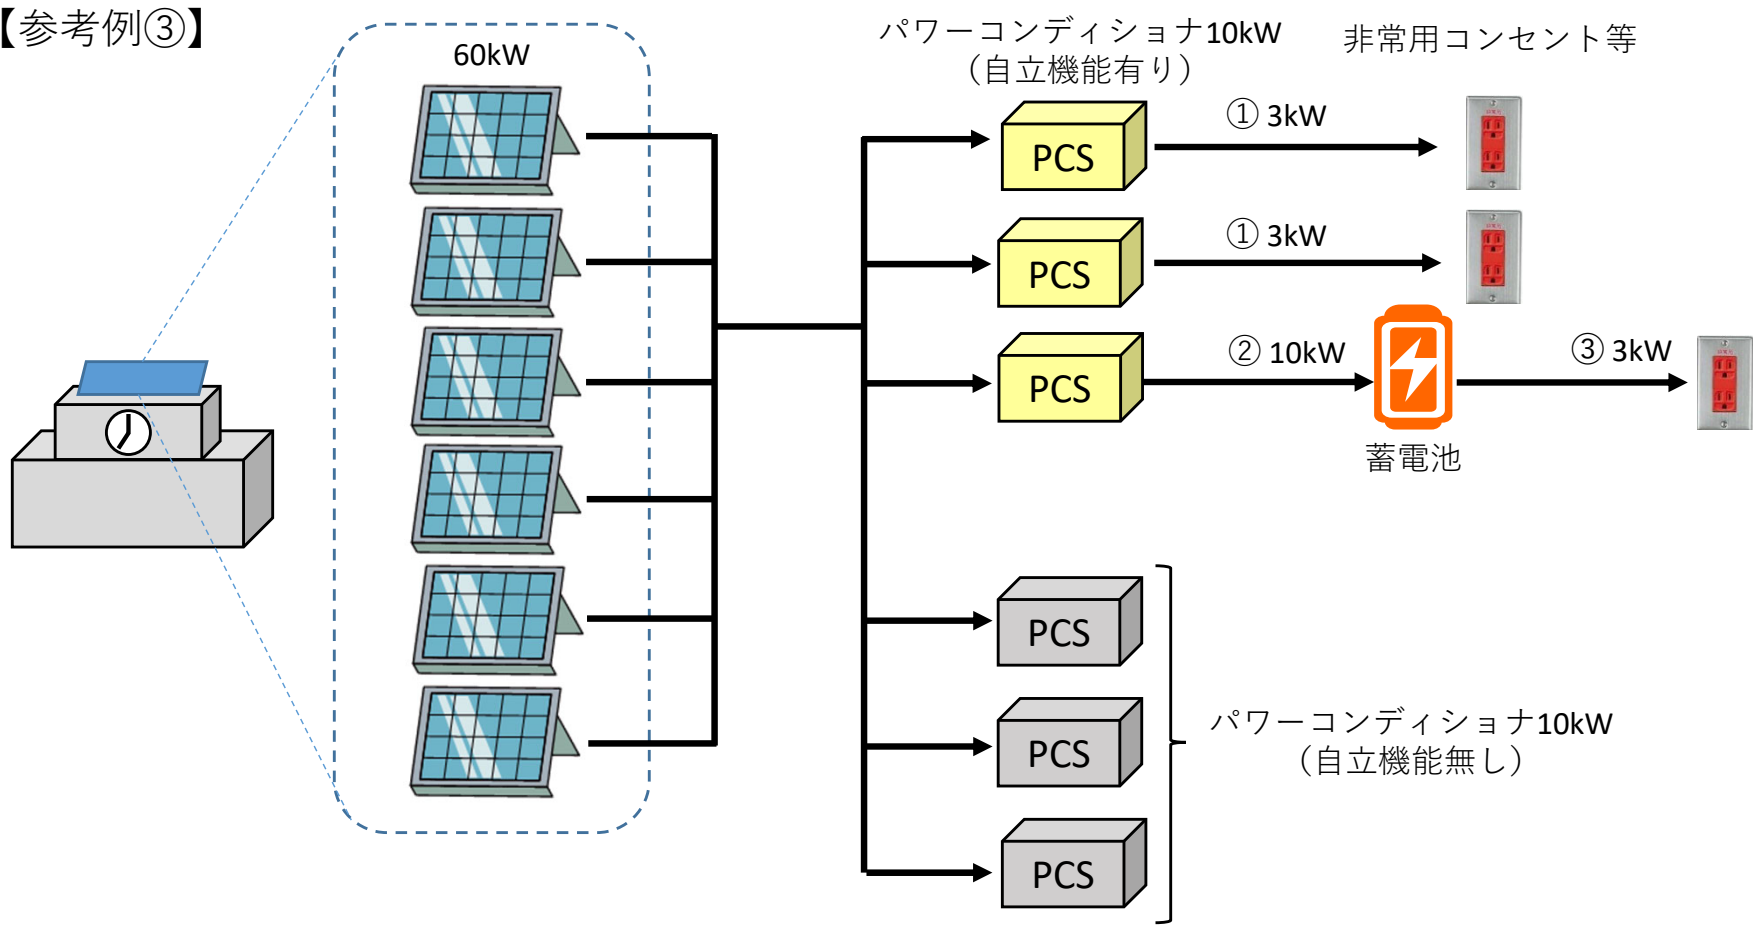 【参考例③】
60kW
パワーコンディショナ10kW
（自立機能有り）
非常用コンセント等
PCS
① 3kW
PCS
① 3kW
PCS
② 10kW
③ 3kW
蓄電池
PCS
PCS
PCS
パワーコンディショナ10kW
（自立機能無し）